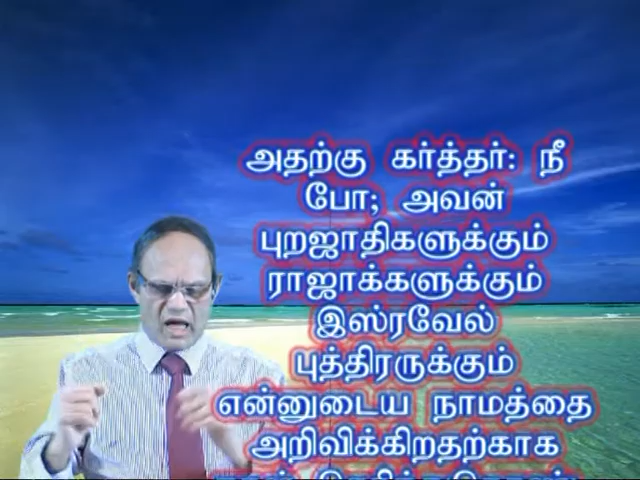 அதற்கு கர்த்தர்: நீ
போ; அவன்
புறஜாதிகளுக்கும்
ராஜாக்களுக்கும்
இஸ்ரவேல்
புத்திரருக்கும்
என்னுடைய நாமத்தை
அறிவிக்கிறதற்காக